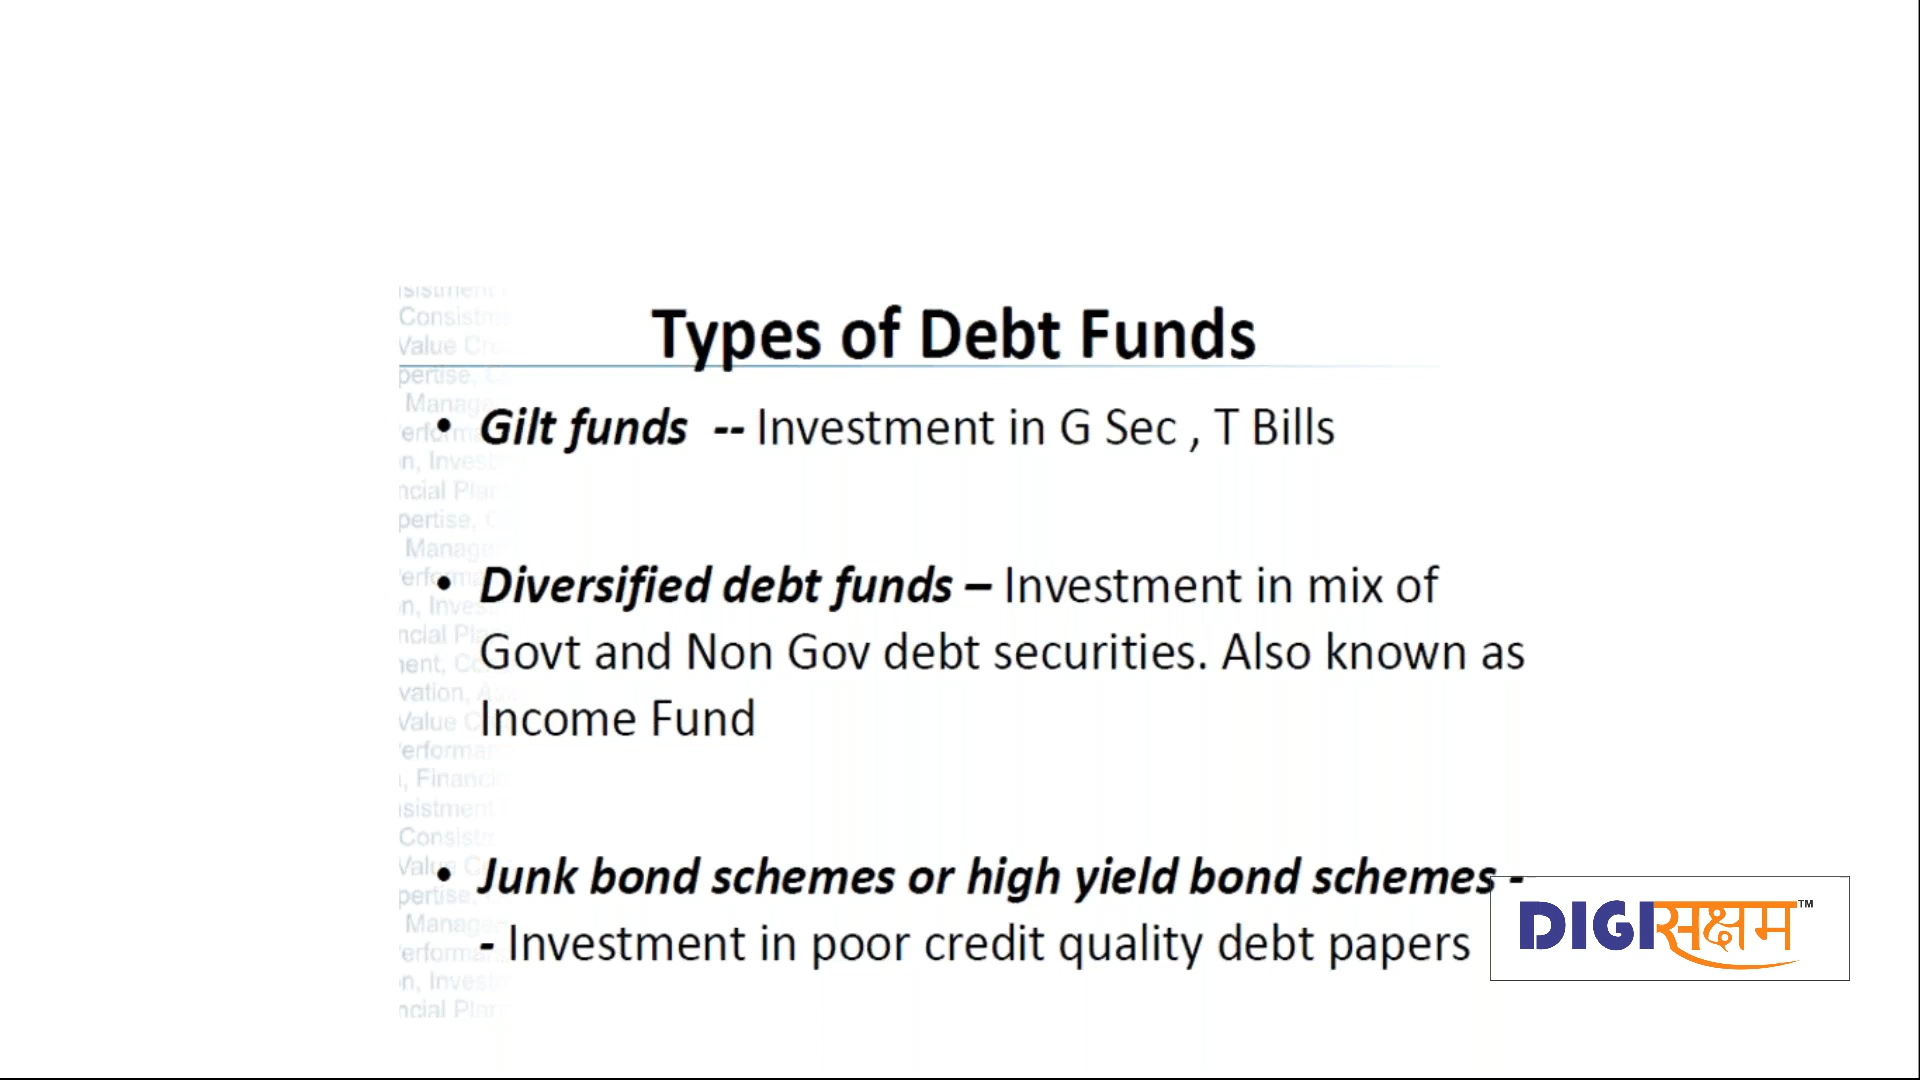 Types of Debt Funds
• Gilt funds -- Investment in G Sec , T Bills
• Diversified debt funds – Investment in mix of
Govt and Non Gov debt securities. Also known as
Income Fund
• Junk bond schemes or high yield bond schemes -
- Investment in poor credit quality debt papers
DIGIसक्षम™